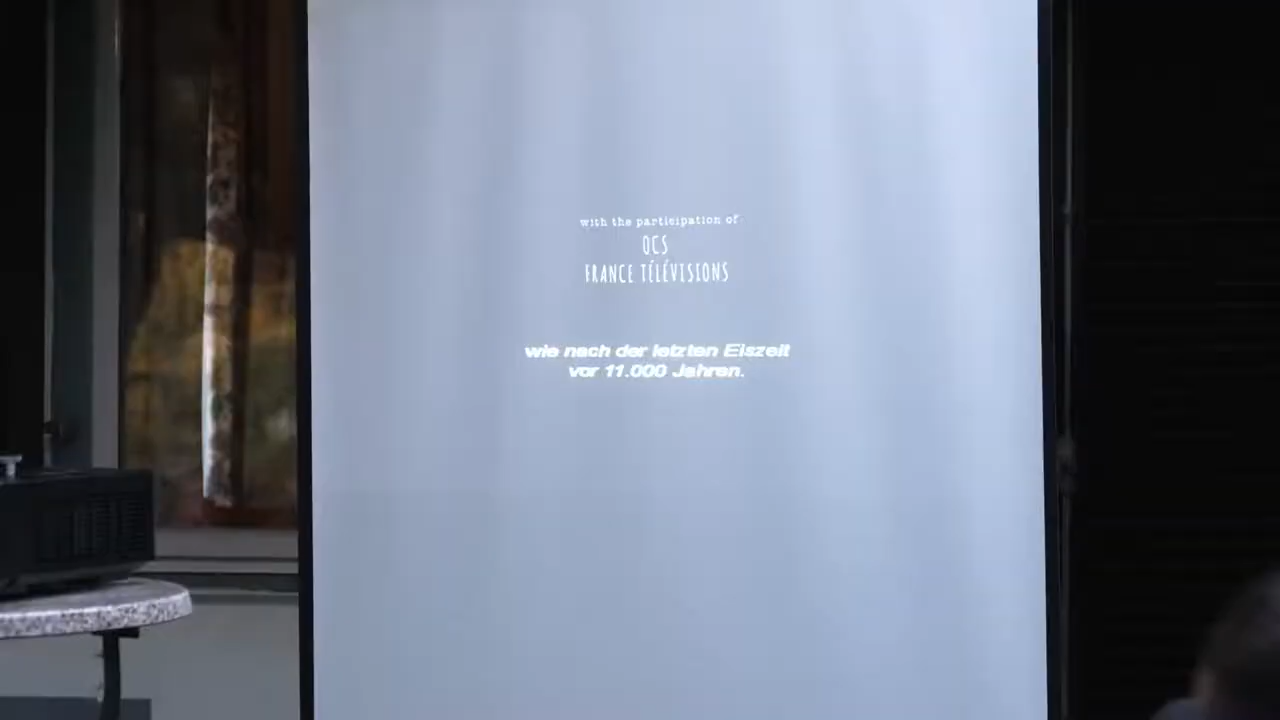 with the participation of
OCS
FRANCE TÉLÉVISIONS
wie nach der letzten Eiszeit
vor 11.000 Jahren.